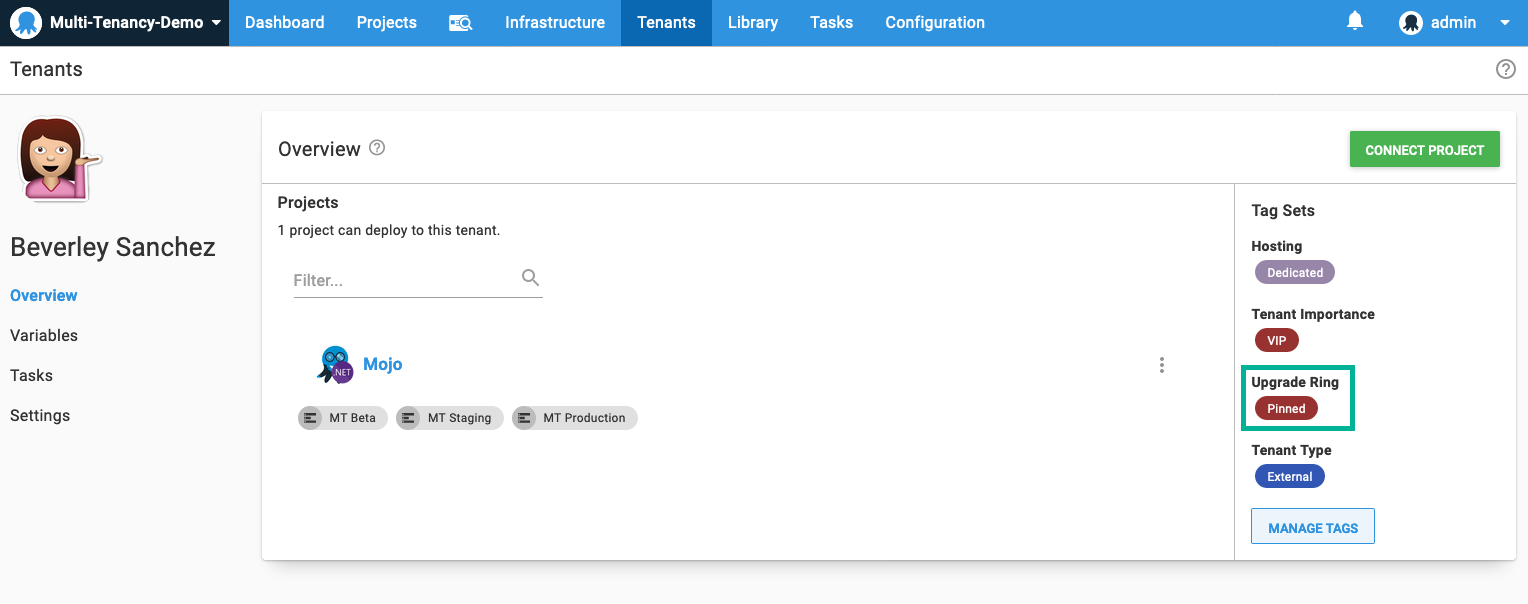 Multi-Tenancy-Demo Dashboard Projects Infrastructure Tenants Library Tasks Configuration admin
Tenants
Beverley Sanchez
Overview
Variables
Tasks
Settings
Overview
CONNECT PROJECT
Projects
1 project can deploy to this tenant.
Filter...
.NET
Mojo
MT Beta MT Staging MT Production
Tag Sets
Hosting
Dedicated
Tenant Importance
VIP
Upgrade Ring
Pinned
Tenant Type
External
MANAGE TAGS